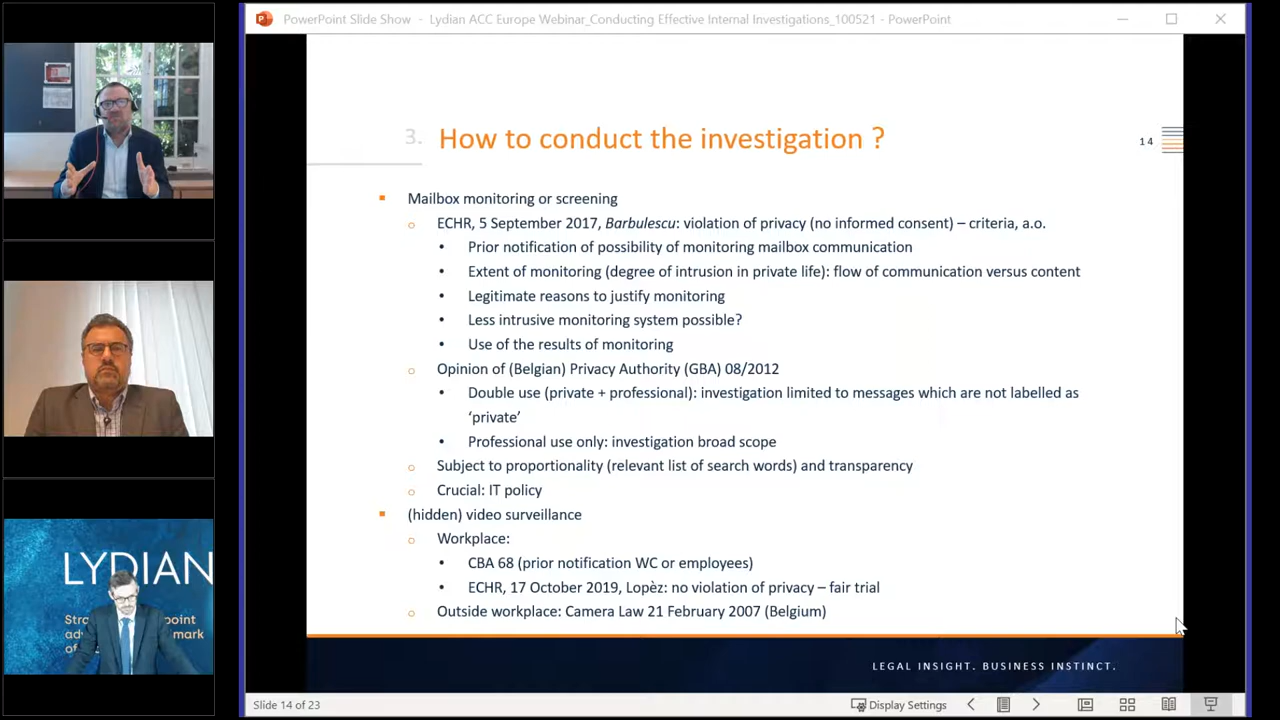 PowerPoint Slide Show - Lydian ACC Europe Webinar_Conducting Effective Internal Investigations_100521 - PowerPoint
3. How to conduct the investigation ?
14
Mailbox monitoring or screening
ECHR, 5 September 2017, Barbulescu: violation of privacy (no informed consent) – criteria, a.o.
Prior notification of possibility of monitoring mailbox communication
Extent of monitoring (degree of intrusion in private life): flow of communication versus content
Legitimate reasons to justify monitoring
Less intrusive monitoring system possible?
Use of the results of monitoring
Opinion of (Belgian) Privacy Authority (GBA) 08/2012
Double use (private + professional): investigation limited to messages which are not labelled as
‘private’
Professional use only: investigation broad scope
Subject to proportionality (relevant list of search words) and transparency
Crucial: IT policy
(hidden) video surveillance
Workplace:
CBA 68 (prior notification WC or employees)
ECHR, 17 October 2019, Lopèz: no violation of privacy – fair trial
Outside workplace: Camera Law 21 February 2007 (Belgium)
LEGAL INSIGHT. BUSINESS INSTINCT.
Slide 14 of 23
Display Settings
LYDIAN